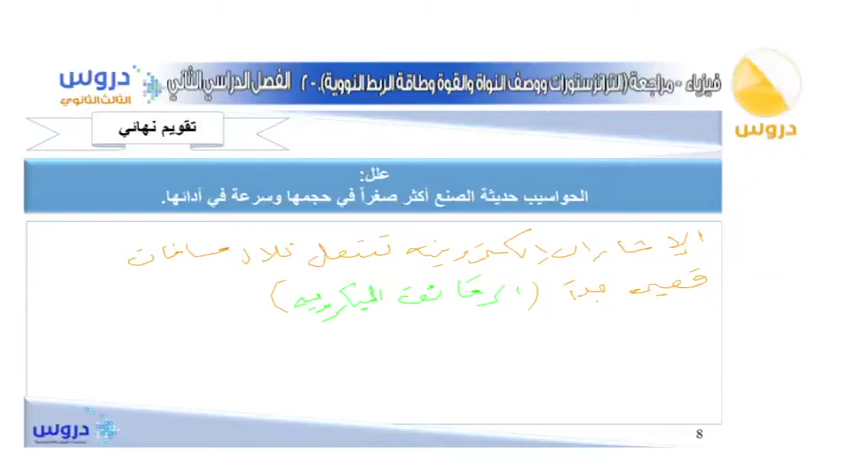 دروس
الثالث الثانوي
فيزياء - مراجعة (الترانزستورات ووصف النواة والقوة وطاقة الربط النووية). -٢٠ الفصل الدراسي الثاني
دروس
تقويم نهائي
علل:
الحواسيب حديثة الصنع أكثر صغراً في حجمها وسرعة في أدائها.
الإشارات الإلكترونية تنتقل خلال مسافات
قصيرة جداً (الرقائق الميكروية)
دروس
8